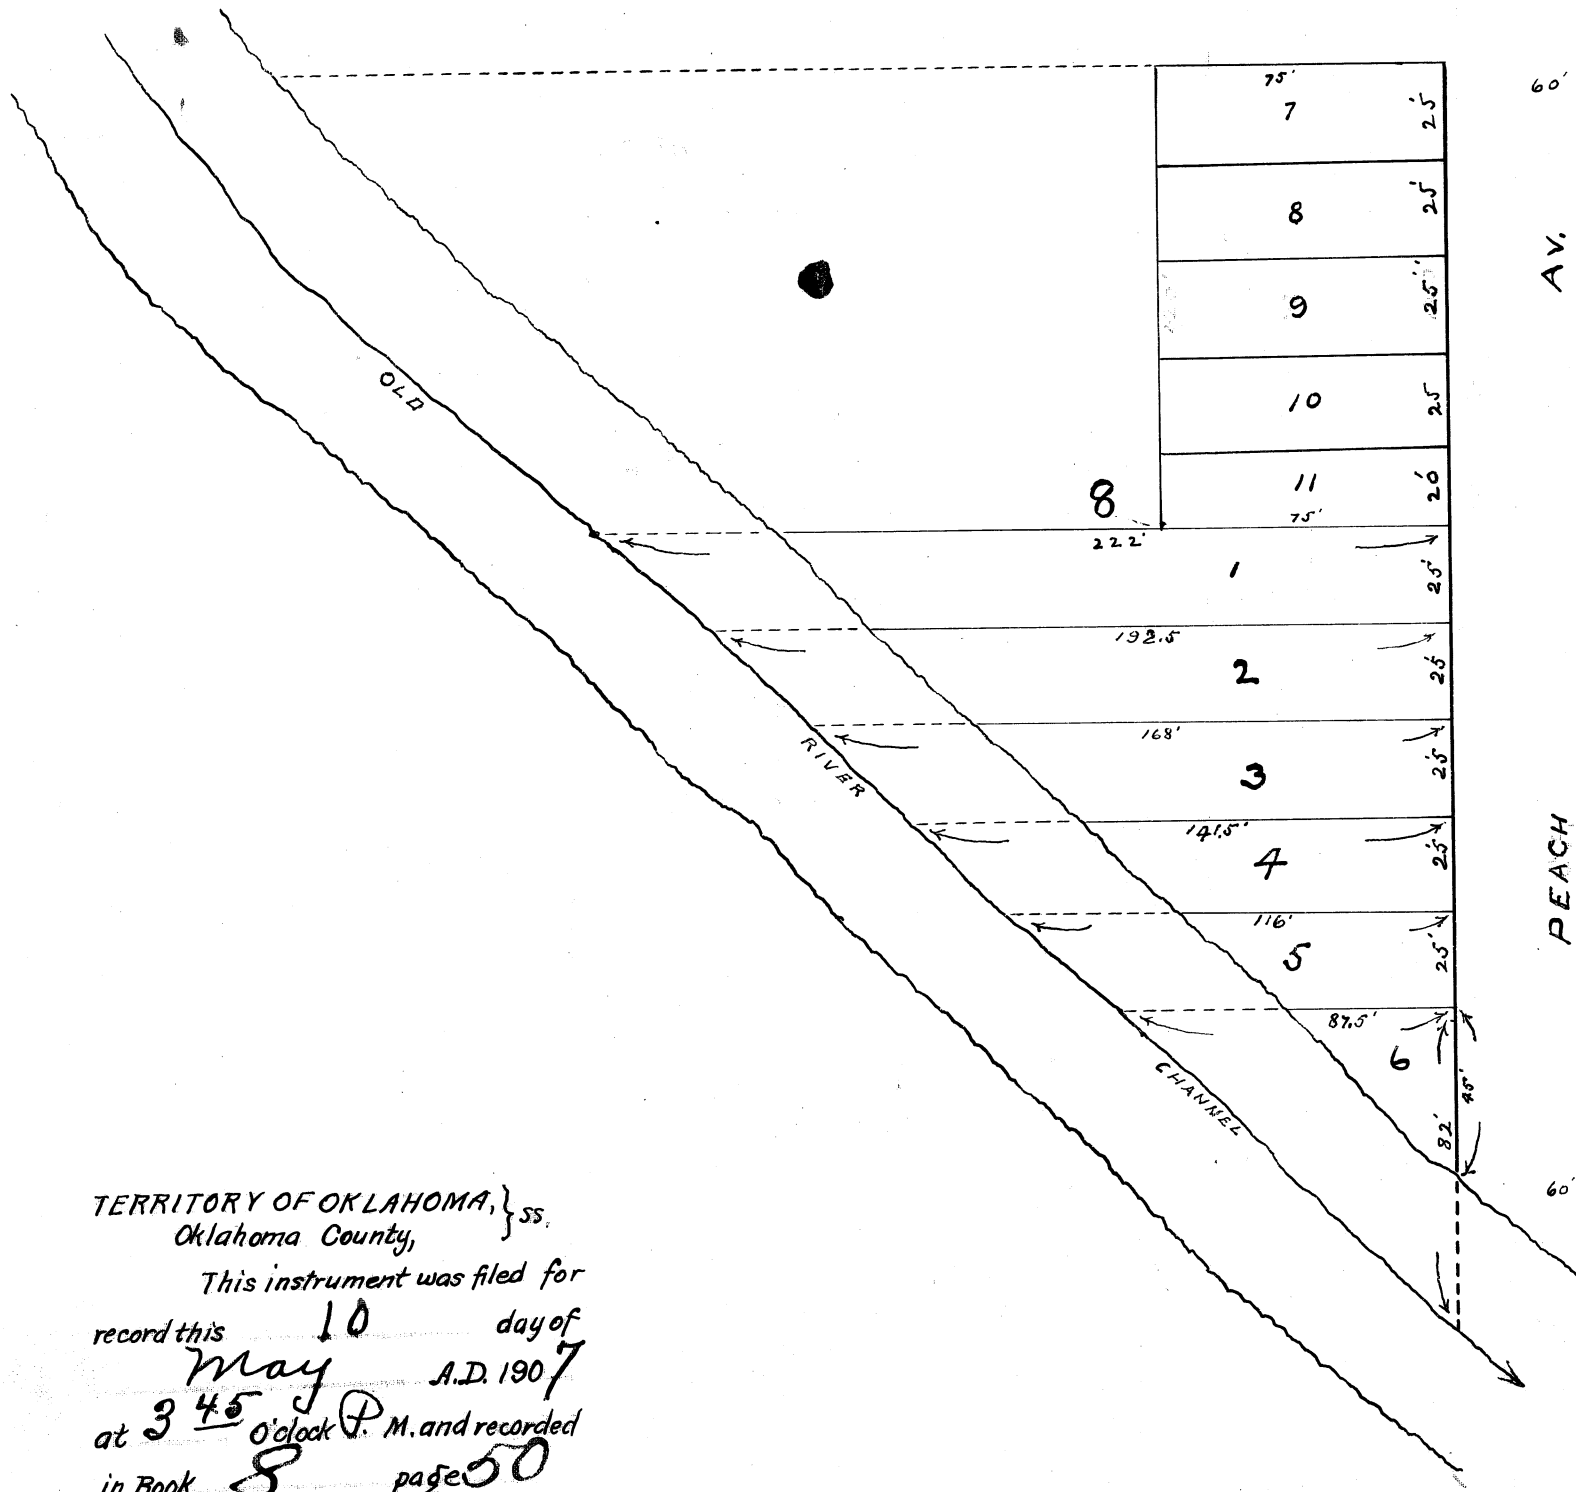 75'
7
25'
60'
8
25'
AV.
9
25'
10
25
11
20'
75'
8
222'
OLD
1
25'
192.5
2
25'
168'
RIVER
3
25'
141.5'
4
25'
PEACH
116'
5
25'
87.5'
6
45'
82'
CHANNEL
60'
TERRITORY OF OKLAHOMA, } SS.
Oklahoma County,
This instrument was filed for
record this 10 day of
May A.D. 1907
at 3 45 O'clock P. M. and recorded
in Book 8 page 50